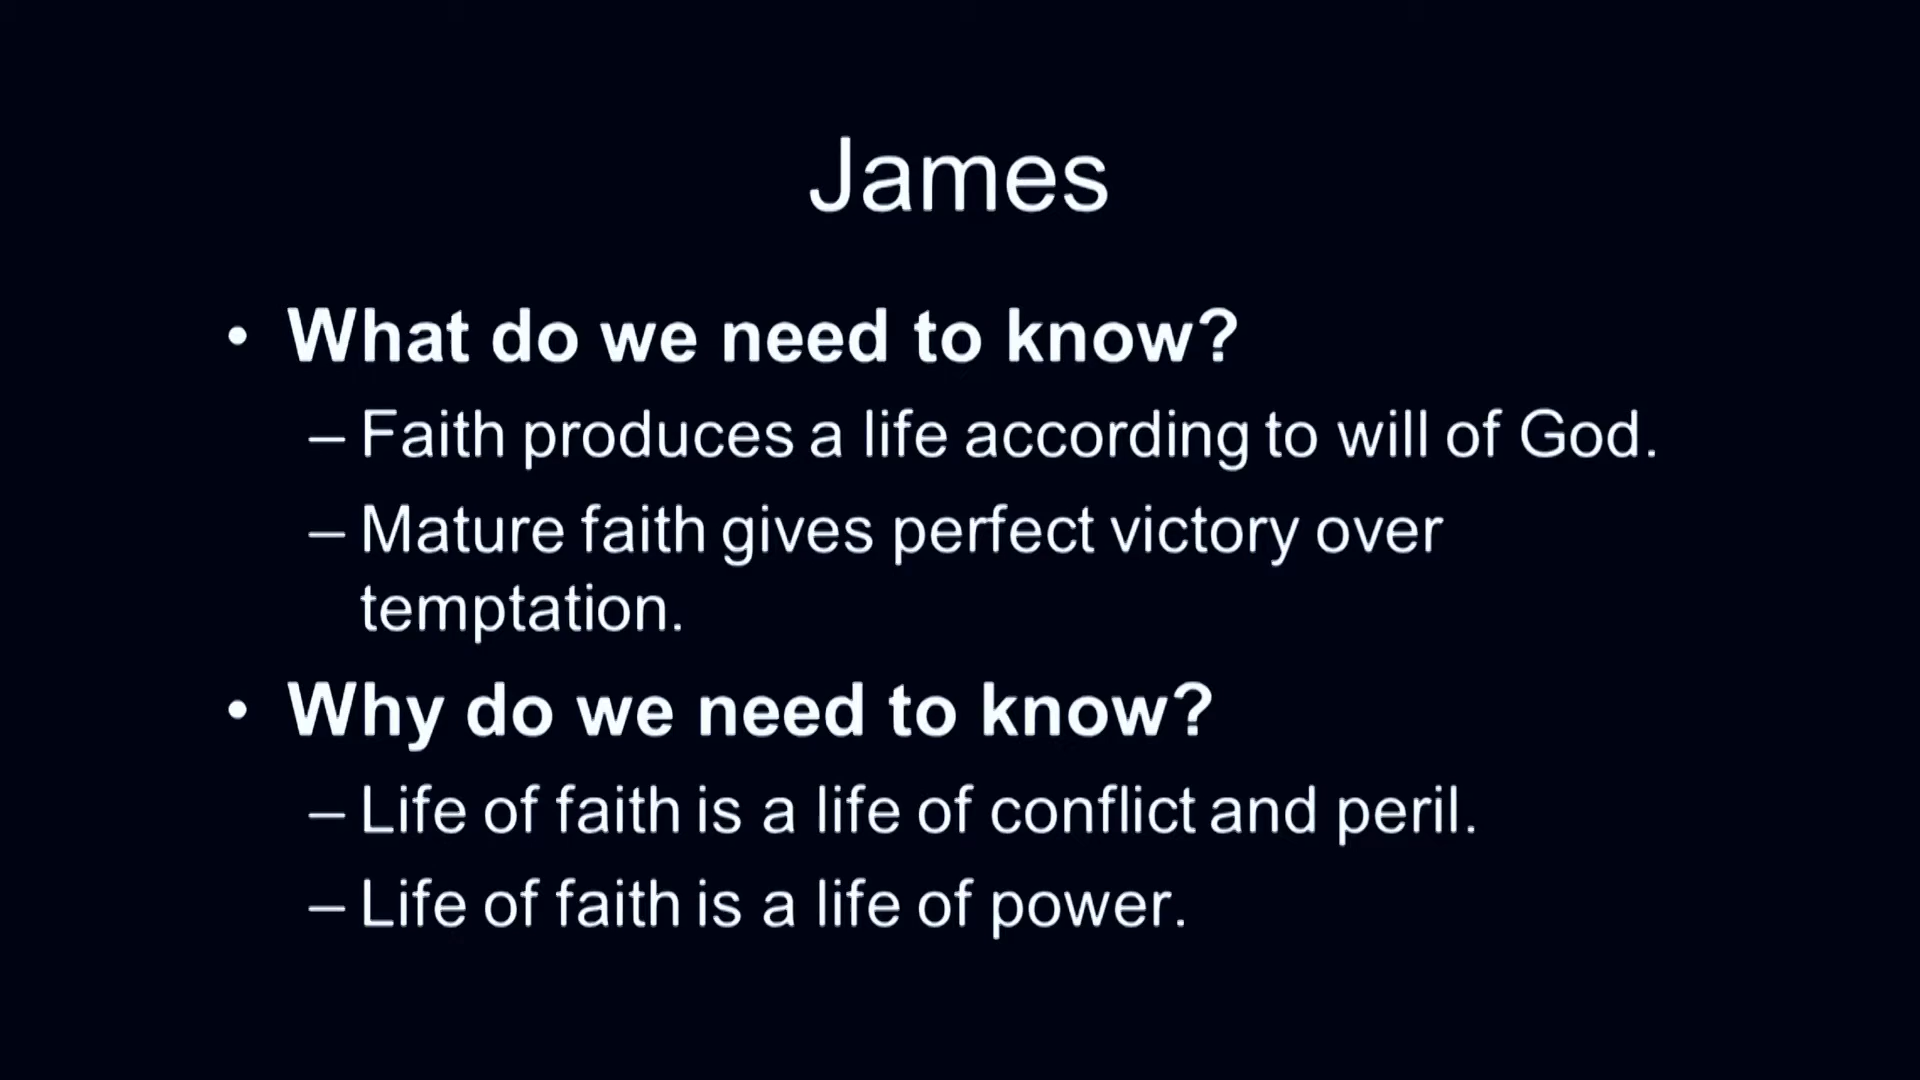 James
• What do we need to know?
– Faith produces a life according to will of God.
– Mature faith gives perfect victory over
temptation.
• Why do we need to know?
– Life of faith is a life of conflict and peril.
– Life of faith is a life of power.